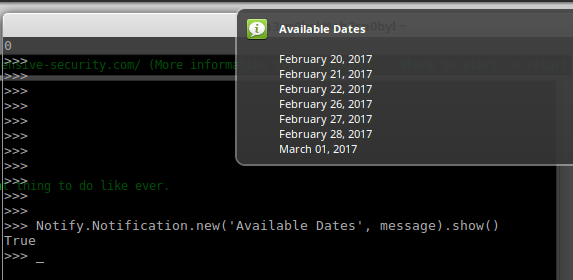 Available Dates
February 20, 2017
February 21, 2017
February 22, 2017
February 26, 2017
February 27, 2017
February 28, 2017
March 01, 2017
0
>>>
ensive-security.com/ (More informat
>>>
>>>
>>>
>>>
>>>
>>>
>>>
>>>
t thing to do like ever.
>>>
>>>
>>> Notify.Notification.new('Available Dates', message).show()
True
>>> _